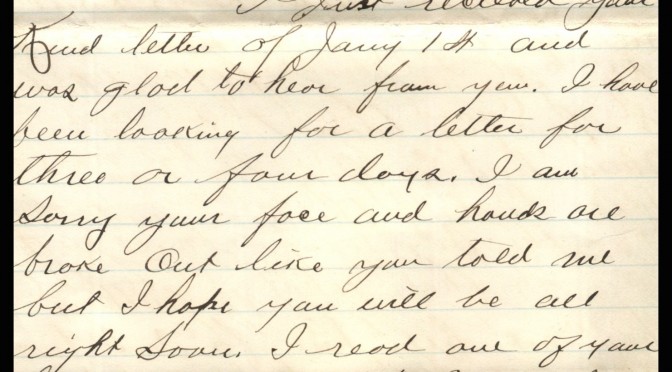 I Just received your
Kind letter of Jany 14 and
was glad to hear from you. I have
been looking for a letter for
three or four days. I am
Sorry your face and hands are
broke Out like you told me
but I hope you will be all
right Soon. I read one of your